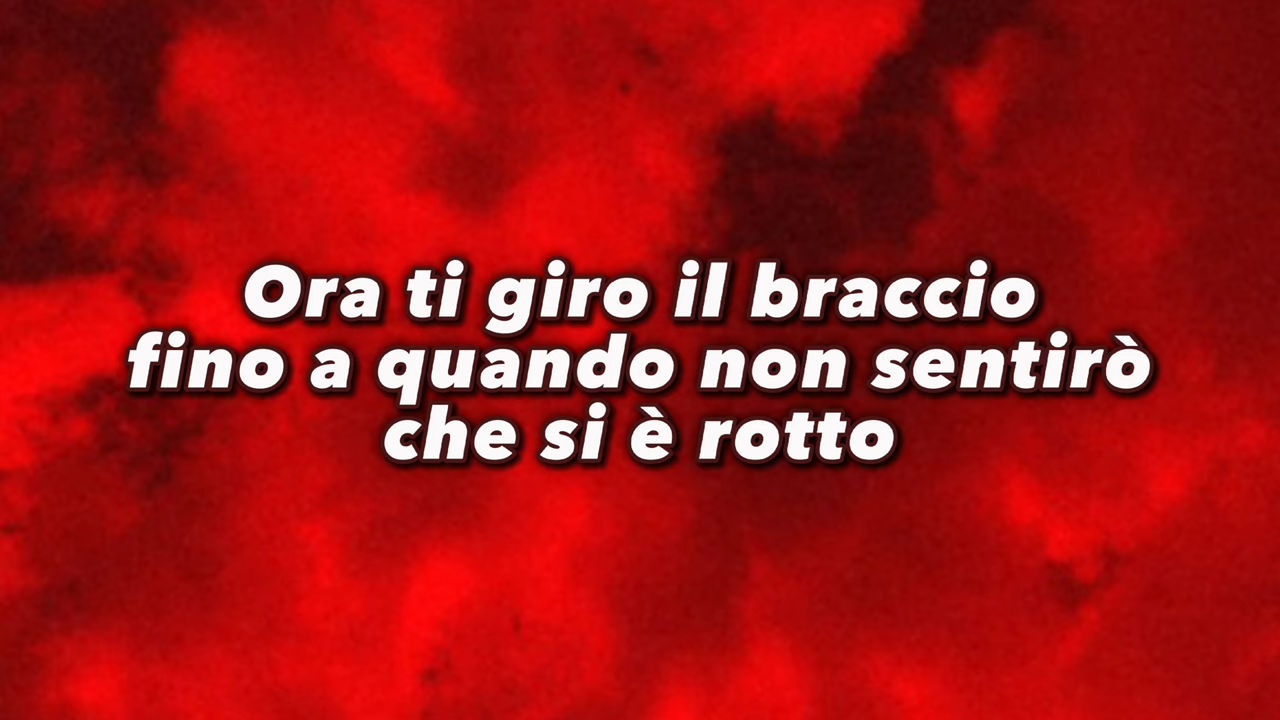 Ora ti giro il braccio
fino a quando non sentirò
che si è rotto